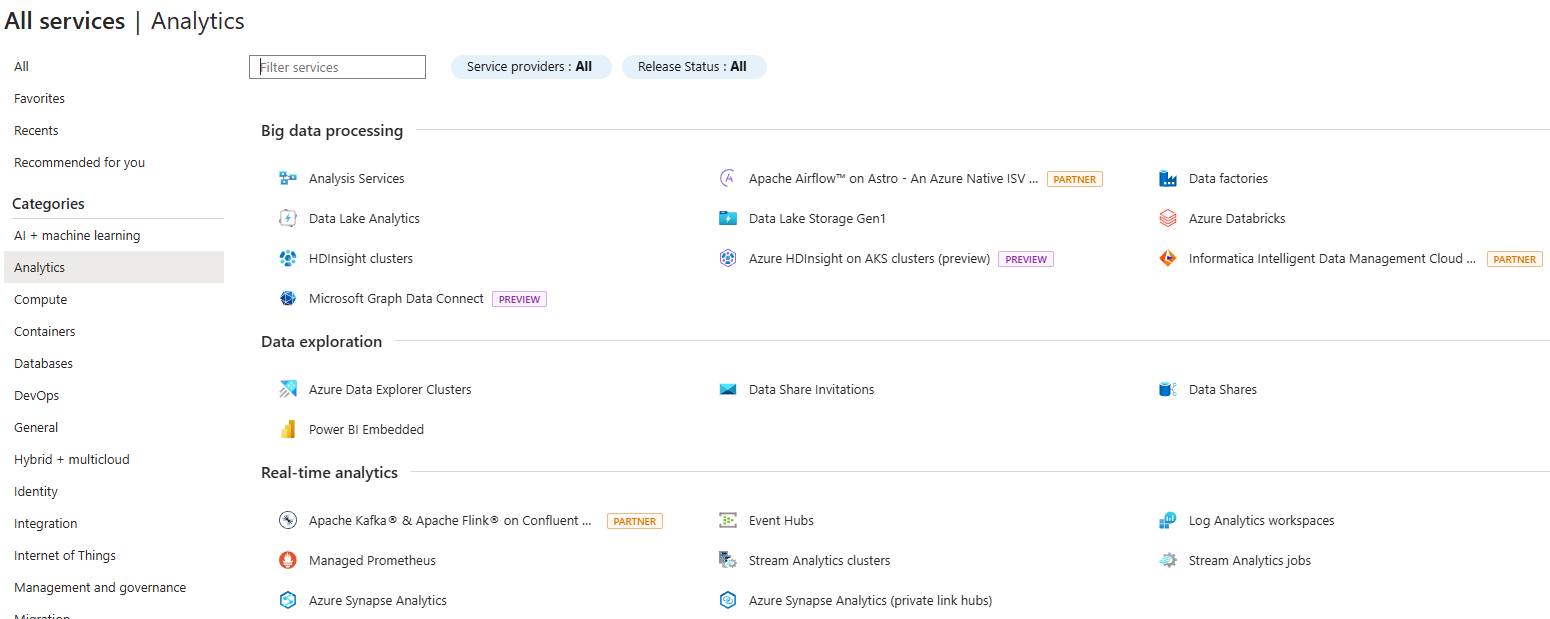 All services | Analytics
All
Favorites
Recents
Recommended for you
Categories
AI + machine learning
Analytics
Compute
Containers
Databases
DevOps
General
Hybrid + multicloud
Identity
Integration
Internet of Things
Management and governance
Migration
Filter services
Service providers : All
Release Status : All
Big data processing
Analysis Services
Apache Airflow™ on Astro - An Azure Native ISV ... PARTNER
Data factories
Data Lake Analytics
Data Lake Storage Gen1
Azure Databricks
HDInsight clusters
Azure HDInsight on AKS clusters (preview) PREVIEW
Informatica Intelligent Data Management Cloud ... PARTNER
Microsoft Graph Data Connect PREVIEW
Data exploration
Azure Data Explorer Clusters
Data Share Invitations
Data Shares
Power BI Embedded
Real-time analytics
Apache Kafka® & Apache Flink® on Confluent ... PARTNER
Event Hubs
Log Analytics workspaces
Managed Prometheus
Stream Analytics clusters
Stream Analytics jobs
Azure Synapse Analytics
Azure Synapse Analytics (private link hubs)